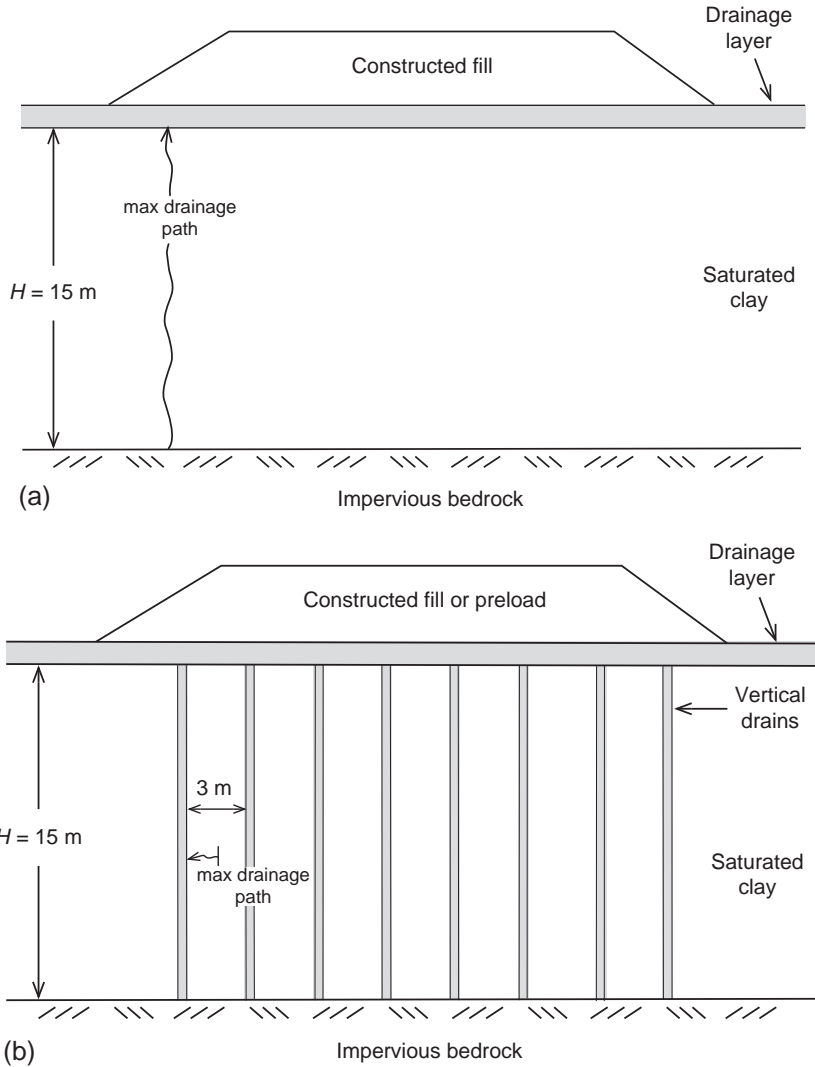 Drainage
layer
Constructed fill
max drainage
path
H = 15 m
Saturated
clay
(a)
Impervious bedrock
Drainage
layer
Constructed fill or preload
Vertical
drains
3 m
H = 15 m
max drainage
path
Saturated
clay
(b)
Impervious bedrock